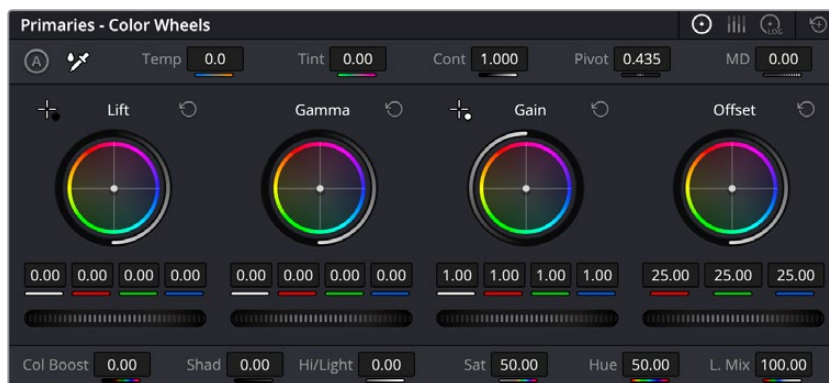 Primaries - Color Wheels
LOG
A Temp 0.0 Tint 0.00 Cont 1.000 Pivot 0.435 MD 0.00
Lift Gamma Gain Offset
0.00 0.00 0.00 0.00 0.00 0.00 0.00 0.00 1.00 1.00 1.00 1.00 25.00 25.00 25.00
Col Boost 0.00 Shad 0.00 Hi/Light 0.00 Sat 50.00 Hue 50.00 L. Mix 100.00